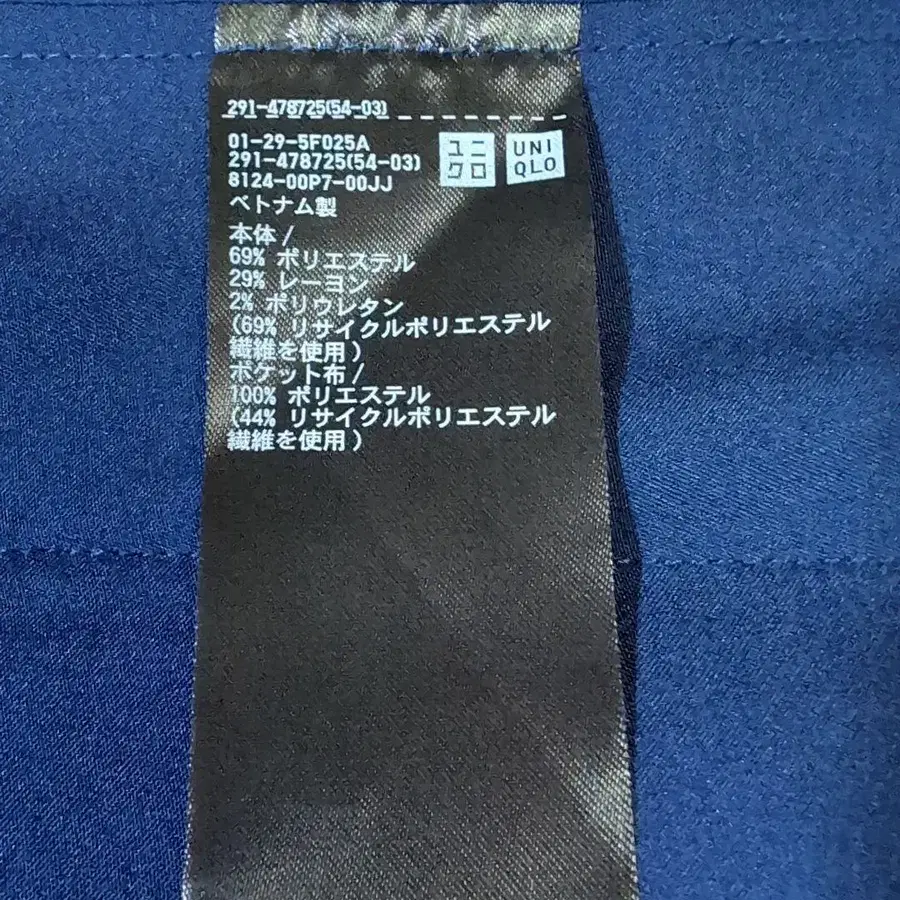 291-478725(54-03)
01-29-5F025A
291-478725(54-03)
8124-00P7-00JJ
ユニ
クロ
UNI
QLO
ベトナム製
本体/
69% ポリエステル
29% レーヨン
2% ポリウレタン
(69% リサイクルポリエステル
繊維を使用)
ポケット布/
100% ポリエステル
(44% リサイクルポリエステル
繊維を使用)